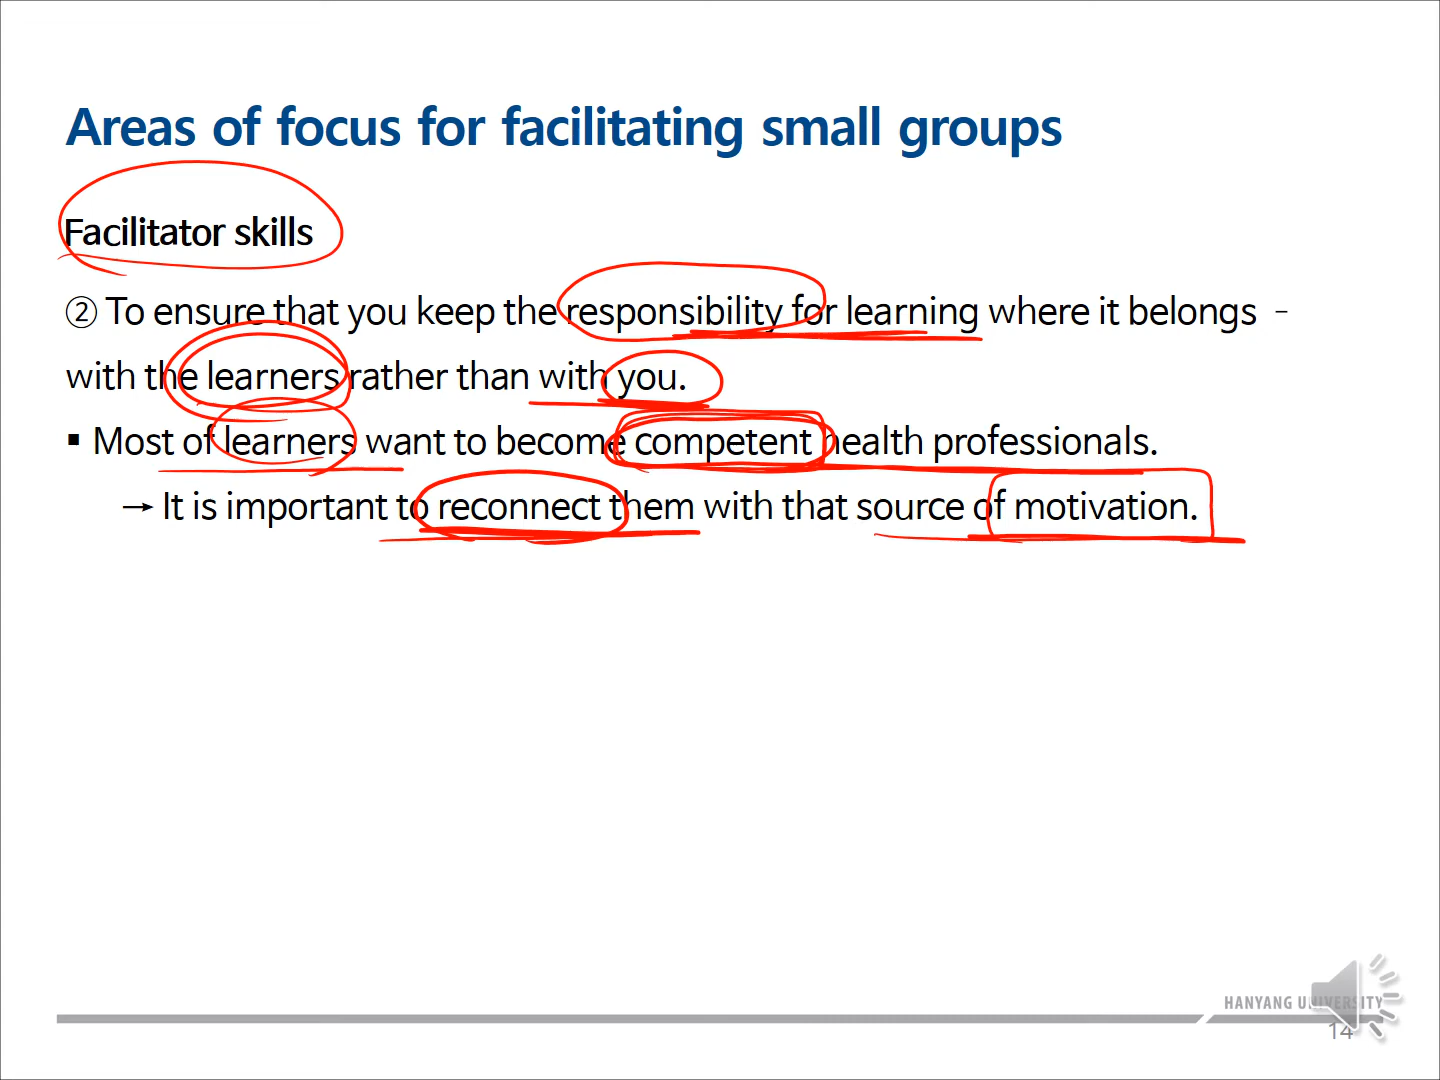 Areas of focus for facilitating small groups
Facilitator skills
② To ensure that you keep the responsibility for learning where it belongs -
with the learners rather than with you.
▪ Most of learners want to become competent health professionals.
→ It is important to reconnect them with that source of motivation.
HANYANG UNIVERSITY
14